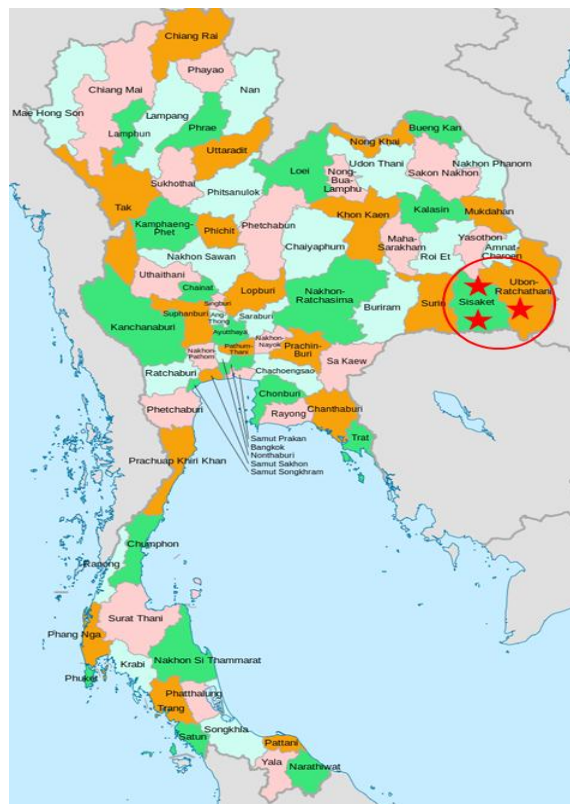 Chiang Rai
Phayao
Chiang Mai
Nan
Mae Hong Son
Lampang
Lamphun
Phrae
Uttaradit
Bueng Kan
Nong Khai
Loei
Udon Thani
Nakhon Phanom
Nong-
Bua-
Lamphu
Sakon Nakhon
Sukhothai
Tak
Phitsanulok
Khon Kaen
Kalasin
Mukdahan
Kamphaeng-
Phet
Phichit
Phetchabun
Maha-
Sarakham
Roi Et
Yasothon
Amnat-
Charoen
Chaiyaphum
Nakhon Sawan
Uthaithani
Chainat
Lopburi
Nakhon-
Ratchasima
Buriram
Surin
Sisaket
Ubon-
Ratchathani
Singburi
Ang
Thong
Suphanburi
Saraburi
Kanchanaburi
Ayutthaya
Nakhon-
Pathom
Pathum-
Thani
Nakhon-
Nayok
Prachin-
Buri
Sa Kaew
Ratchaburi
Chachoengsao
Chonburi
Phetchaburi
Rayong
Chanthaburi
Trat
Samut Prakan
Bangkok
Nonthaburi
Samut Sakhon
Samut Songkhram
Prachuap Khiri Khan
Chumphon
Ranong
Surat Thani
Phang Nga
Krabi
Nakhon Si Thammarat
Phuket
Phatthalung
Trang
Satun
Songkhla
Pattani
Yala
Narathiwat